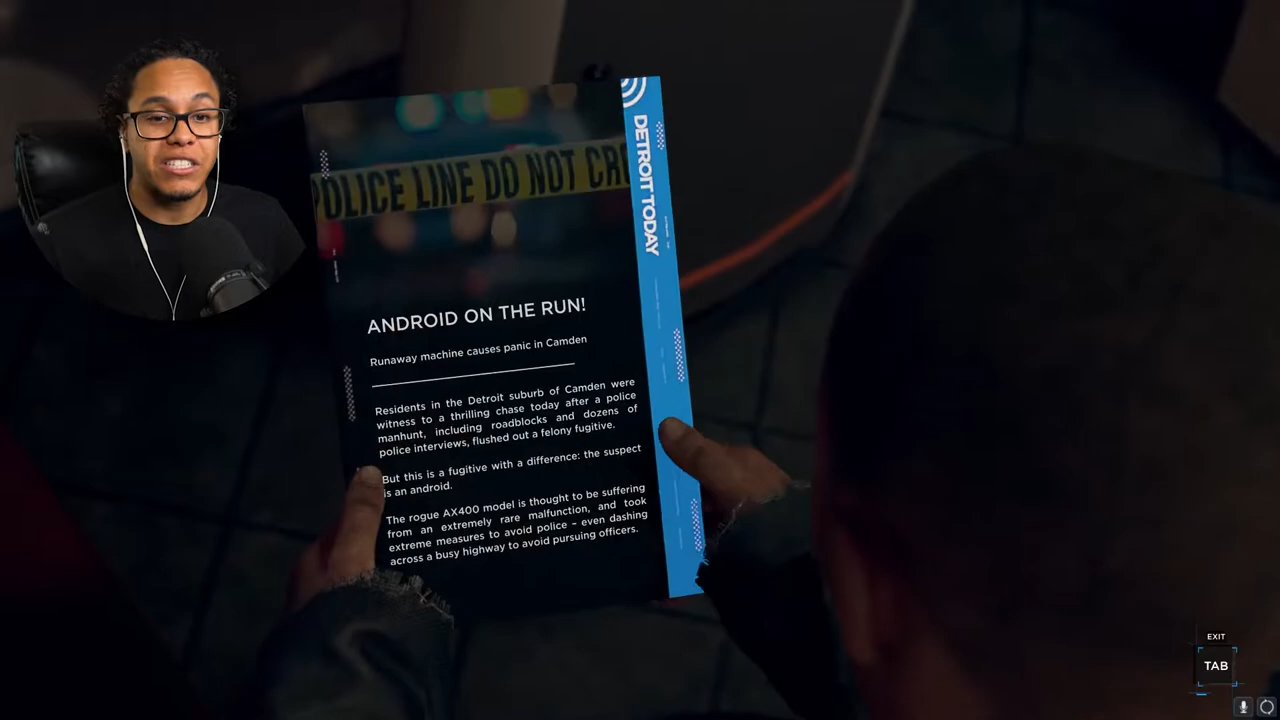 POLICE LINE DO NOT CR
DETROIT TODAY
ANDROID ON THE RUN!
Runaway machine causes panic in Camden
Residents in the Detroit suburb of Camden were
witness to a thrilling chase today after a police
manhunt, including roadblocks and dozens of
police interviews, flushed out a felony fugitive.
But this is a fugitive with a difference: the suspect
is an android.
The rogue AX400 model is thought to be suffering
from an extremely rare malfunction, and took
extreme measures to avoid police – even dashing
across a busy highway to avoid pursuing officers.
EXIT
TAB